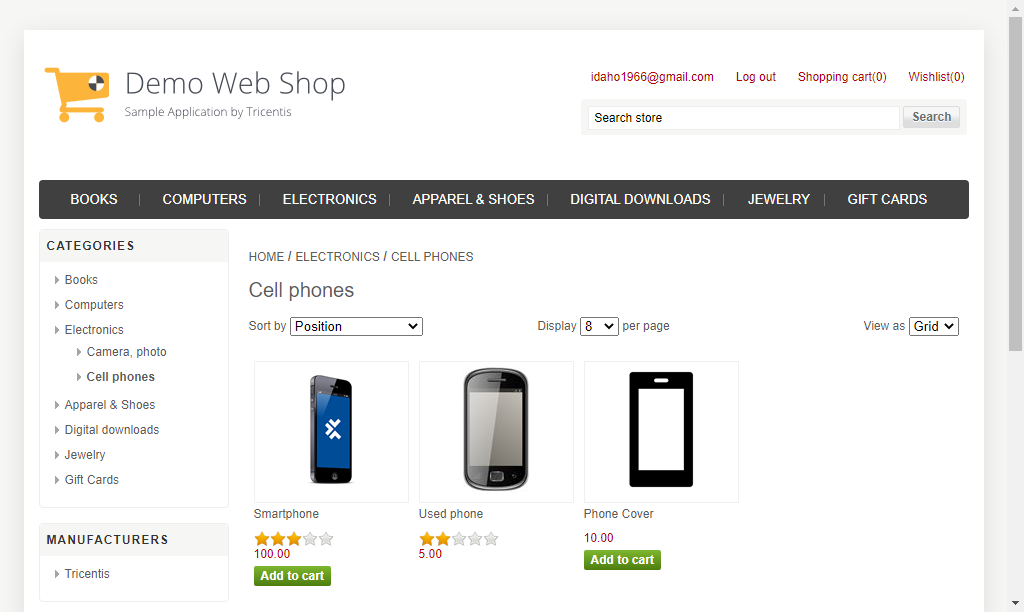 Demo Web Shop
Sample Application by Tricentis
idaho1966@gmail.com Log out Shopping cart(0) Wishlist(0)
Search store Search
BOOKS COMPUTERS ELECTRONICS APPAREL & SHOES DIGITAL DOWNLOADS JEWELRY GIFT CARDS
CATEGORIES
Books
Computers
Electronics
Camera, photo
Cell phones
Apparel & Shoes
Digital downloads
Jewelry
Gift Cards
MANUFACTURERS
Tricentis
HOME / ELECTRONICS / CELL PHONES
Cell phones
Sort by Position Display 8 per page View as Grid
Smartphone Used phone Phone Cover
100.00 5.00 10.00
Add to cart Add to cart